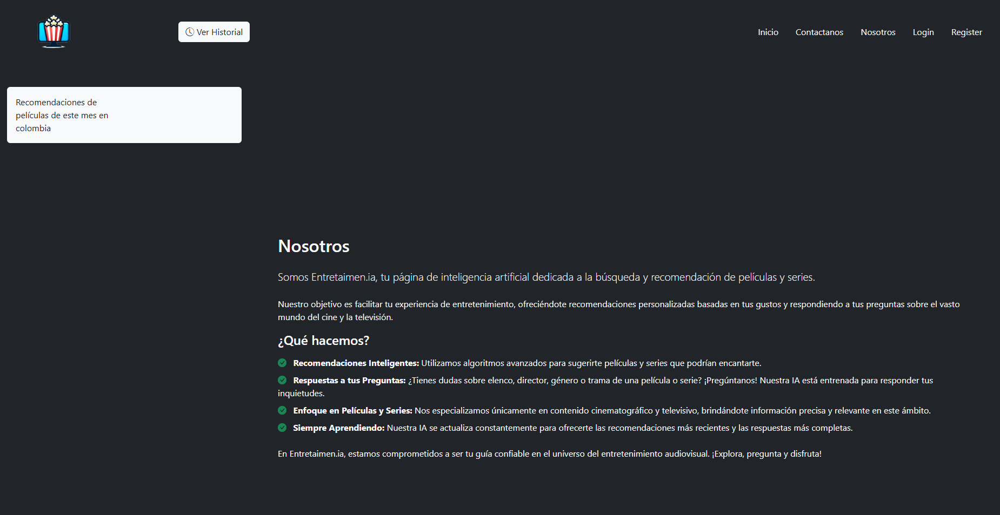 Ver Historial
Inicio
Contactanos
Nosotros
Login
Register
Recomendaciones de
películas de este mes en
colombia
Nosotros
Somos Entretaimen.ia, tu página de inteligencia artificial dedicada a la búsqueda y recomendación de películas y series.
Nuestro objetivo es facilitar tu experiencia de entretenimiento, ofreciéndote recomendaciones personalizadas basadas en tus gustos y respondiendo a tus preguntas sobre el vasto
mundo del cine y la televisión.
¿Qué hacemos?
Recomendaciones Inteligentes: Utilizamos algoritmos avanzados para sugerirte películas y series que podrían encantarte.
Respuestas a tus Preguntas: ¿Tienes dudas sobre elenco, director, género o trama de una película o serie? ¡Pregúntanos! Nuestra IA está entrenada para responder tus
inquietudes.
Enfoque en Películas y Series: Nos especializamos únicamente en contenido cinematográfico y televisivo, brindándote información precisa y relevante en este ámbito.
Siempre Aprendiendo: Nuestra IA se actualiza constantemente para ofrecerte las recomendaciones más recientes y las respuestas más completas.
En Entretaimen.ia, estamos comprometidos a ser tu guía confiable en el universo del entretenimiento audiovisual. ¡Explora, pregunta y disfruta!